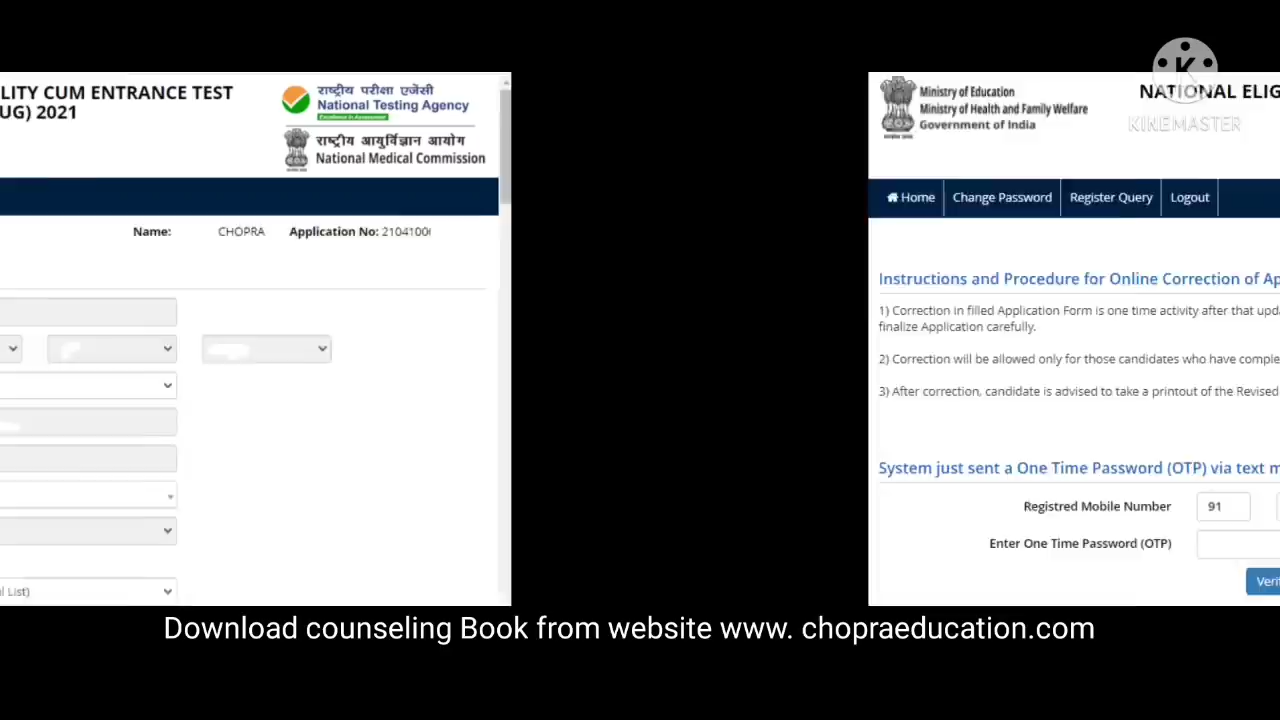 LITY CUM ENTRANCE TEST
UG) 2021
राष्ट्रीय परीक्षा एजेंसी
National Testing Agency
Excellence in Assessment
राष्ट्रीय आयुर्विज्ञान आयोग
National Medical Commission
Name: CHOPRA Application No: 2104100
l List)
Ministry of Education
Ministry of Health and Family Welfare
Government of India
NATIONAL ELIG
KINEMASTER
Home Change Password Register Query Logout
Instructions and Procedure for Online Correction of Ap
1) Correction in filled Application Form is one time activity after that upda
finalize Application carefully.
2) Correction will be allowed only for those candidates who have comple
3) After correction, candidate is advised to take a printout of the Revised
System just sent a One Time Password (OTP) via text m
Registred Mobile Number 91
Enter One Time Password (OTP)
Veri
Download counseling Book from website www. chopraeducation.com